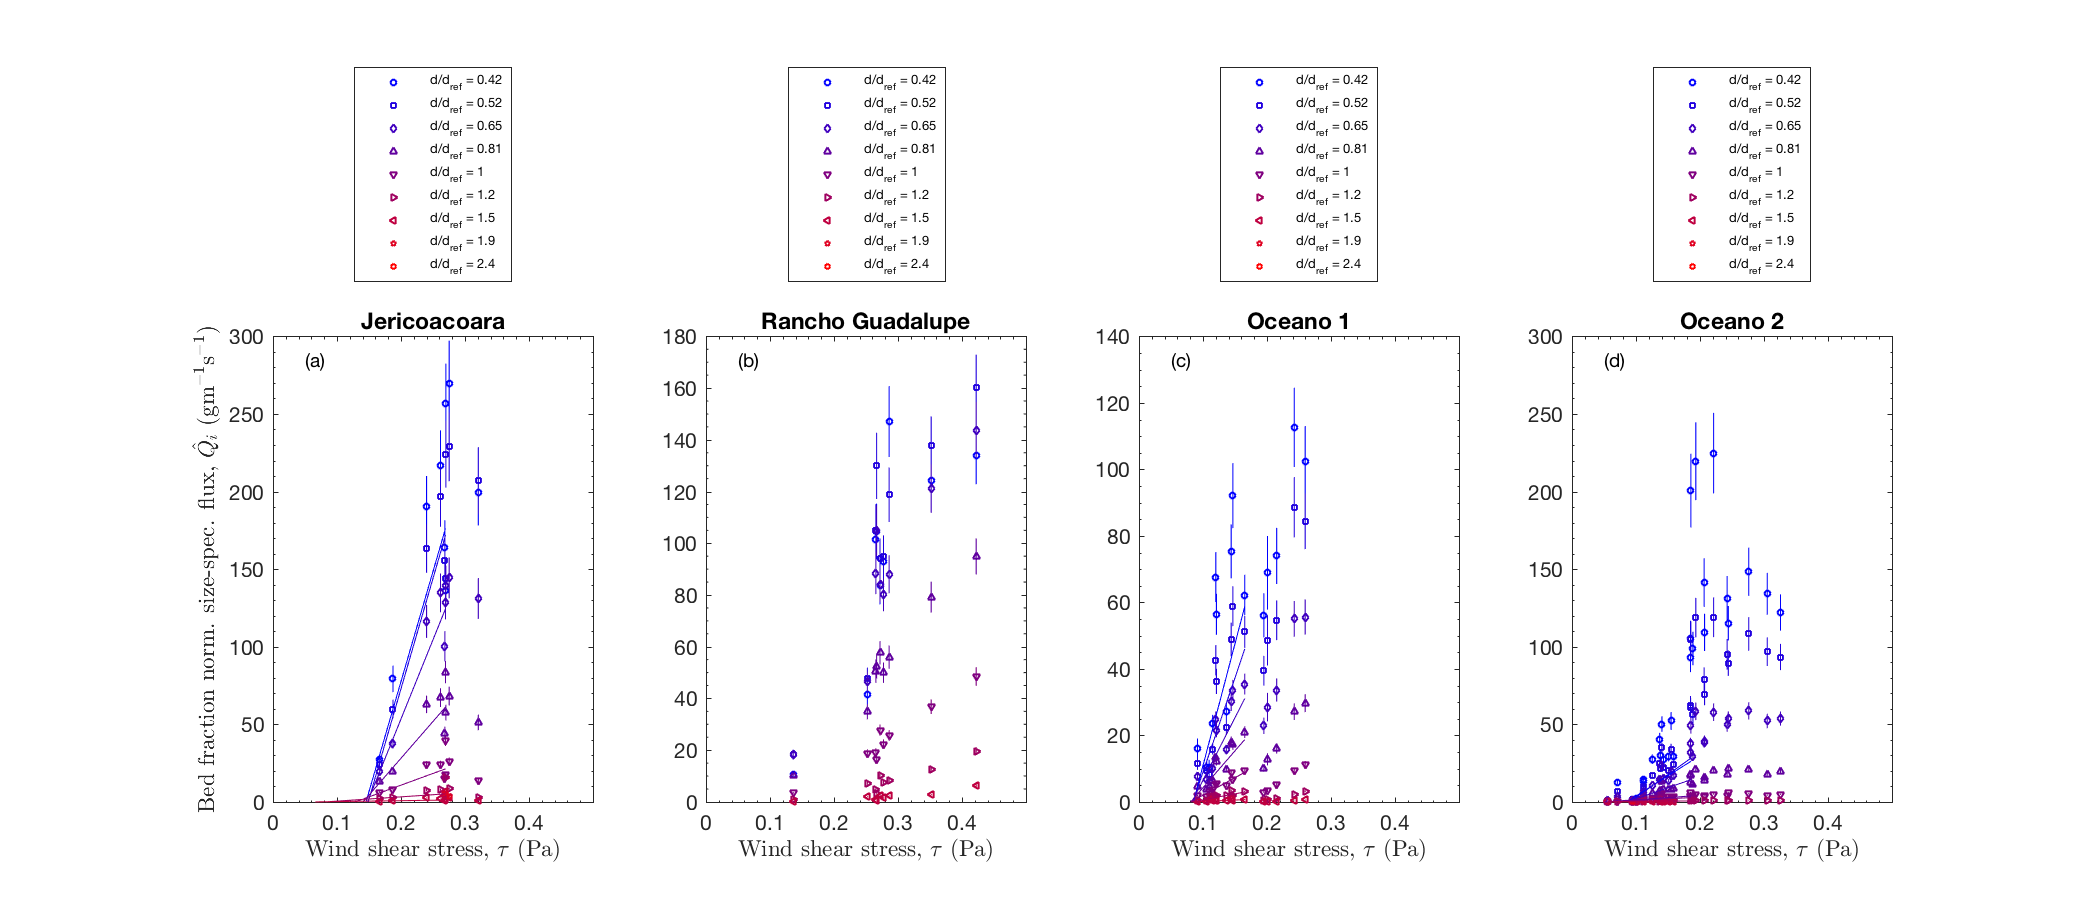 d/dref = 0.42
d/dref = 0.52
d/dref = 0.65
d/dref = 0.81
d/dref = 1
d/dref = 1.2
d/dref = 1.5
d/dref = 1.9
d/dref = 2.4
d/dref = 0.42
d/dref = 0.52
d/dref = 0.65
d/dref = 0.81
d/dref = 1
d/dref = 1.2
d/dref = 1.5
d/dref = 1.9
d/dref = 2.4
d/dref = 0.42
d/dref = 0.52
d/dref = 0.65
d/dref = 0.81
d/dref = 1
d/dref = 1.2
d/dref = 1.5
d/dref = 1.9
d/dref = 2.4
d/dref = 0.42
d/dref = 0.52
d/dref = 0.65
d/dref = 0.81
d/dref = 1
d/dref = 1.2
d/dref = 1.5
d/dref = 1.9
d/dref = 2.4
Bed fraction norm. size-spec. flux, Q̂i (gm−1s−1)
Jericoacoara
(a)
300
250
200
150
100
50
0
0 0.1 0.2 0.3 0.4
Wind shear stress, τ (Pa)
Rancho Guadalupe
(b)
180
160
140
120
100
80
60
40
20
0
0 0.1 0.2 0.3 0.4
Wind shear stress, τ (Pa)
Oceano 1
(c)
140
120
100
80
60
40
20
0
0 0.1 0.2 0.3 0.4
Wind shear stress, τ (Pa)
Oceano 2
(d)
300
250
200
150
100
50
0
0 0.1 0.2 0.3 0.4
Wind shear stress, τ (Pa)